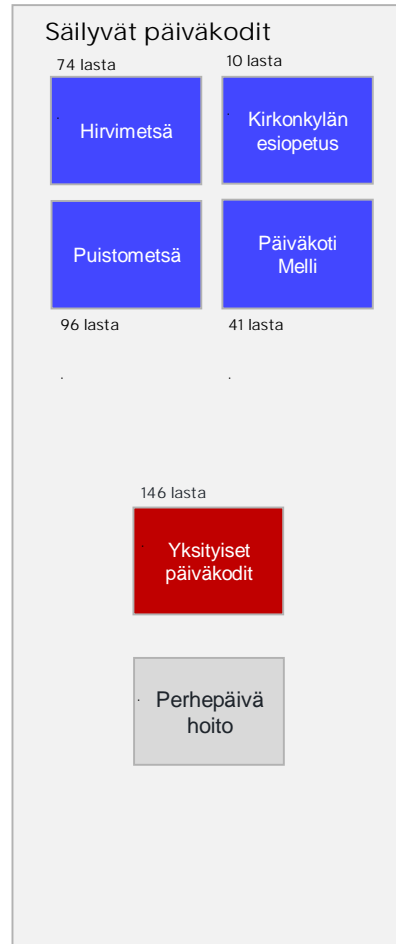 Säilyvät päiväkodit
74 lasta
10 lasta
Hirvimetsä
Kirkonkylän
esiopetus
Puistometsä
Päiväkoti
Melli
96 lasta
41 lasta
146 lasta
Yksityiset
päiväkodit
Perhepäivä
hoito